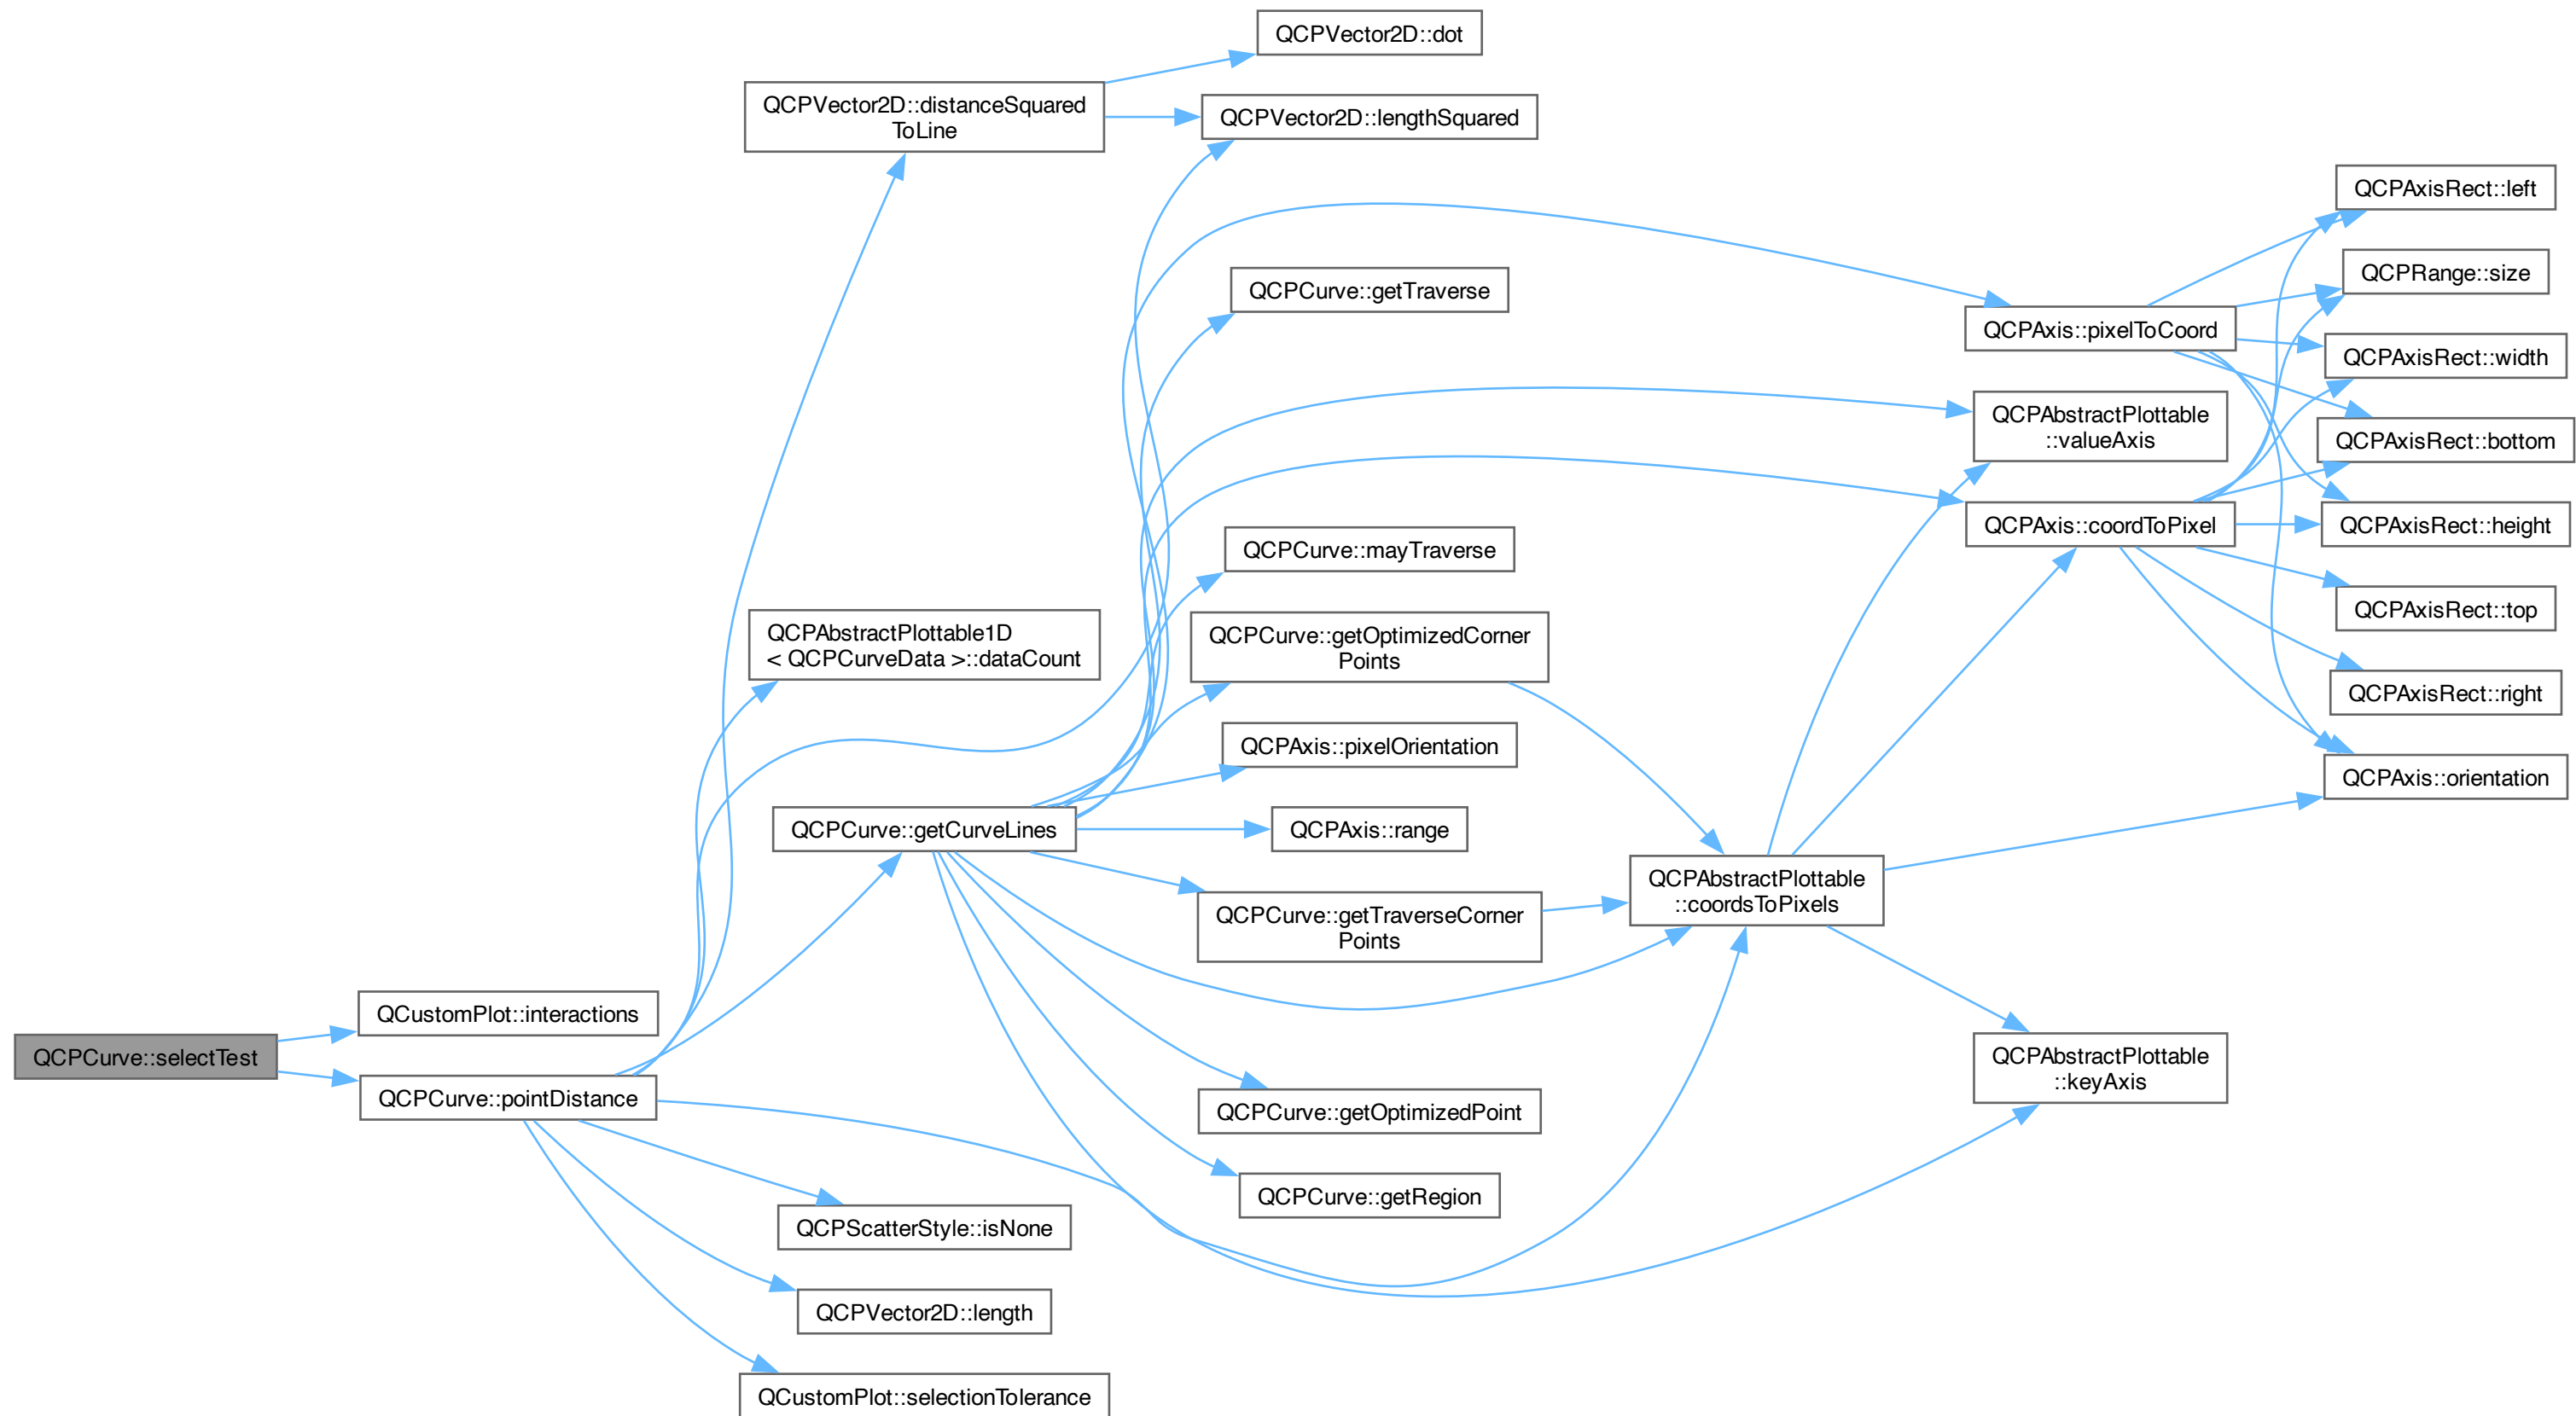 QCPVector2D::dot
QCPVector2D::distanceSquared
ToLine
QCPVector2D::lengthSquared
QCPAxisRect::left
QCPRange::size
QCPCurve::getTraverse
QCPAxis::pixelToCoord
QCPAxisRect::width
QCPAbstractPlottable
::valueAxis
QCPAxisRect::bottom
QCPAxis::coordToPixel
QCPAxisRect::height
QCPCurve::mayTraverse
QCPAxisRect::top
QCPAbstractPlottable1D
< QCPCurveData >::dataCount
QCPCurve::getOptimizedCorner
Points
QCPAxisRect::right
QCPAxis::pixelOrientation
QCPAxis::orientation
QCPCurve::getCurveLines
QCPAxis::range
QCPAbstractPlottable
::coordsToPixels
QCPCurve::getTraverseCorner
Points
QCustomPlot::interactions
QCPCurve::selectTest
QCPAbstractPlottable
::keyAxis
QCPCurve::pointDistance
QCPCurve::getOptimizedPoint
QCPCurve::getRegion
QCPScatterStyle::isNone
QCPVector2D::length
QCustomPlot::selectionTolerance